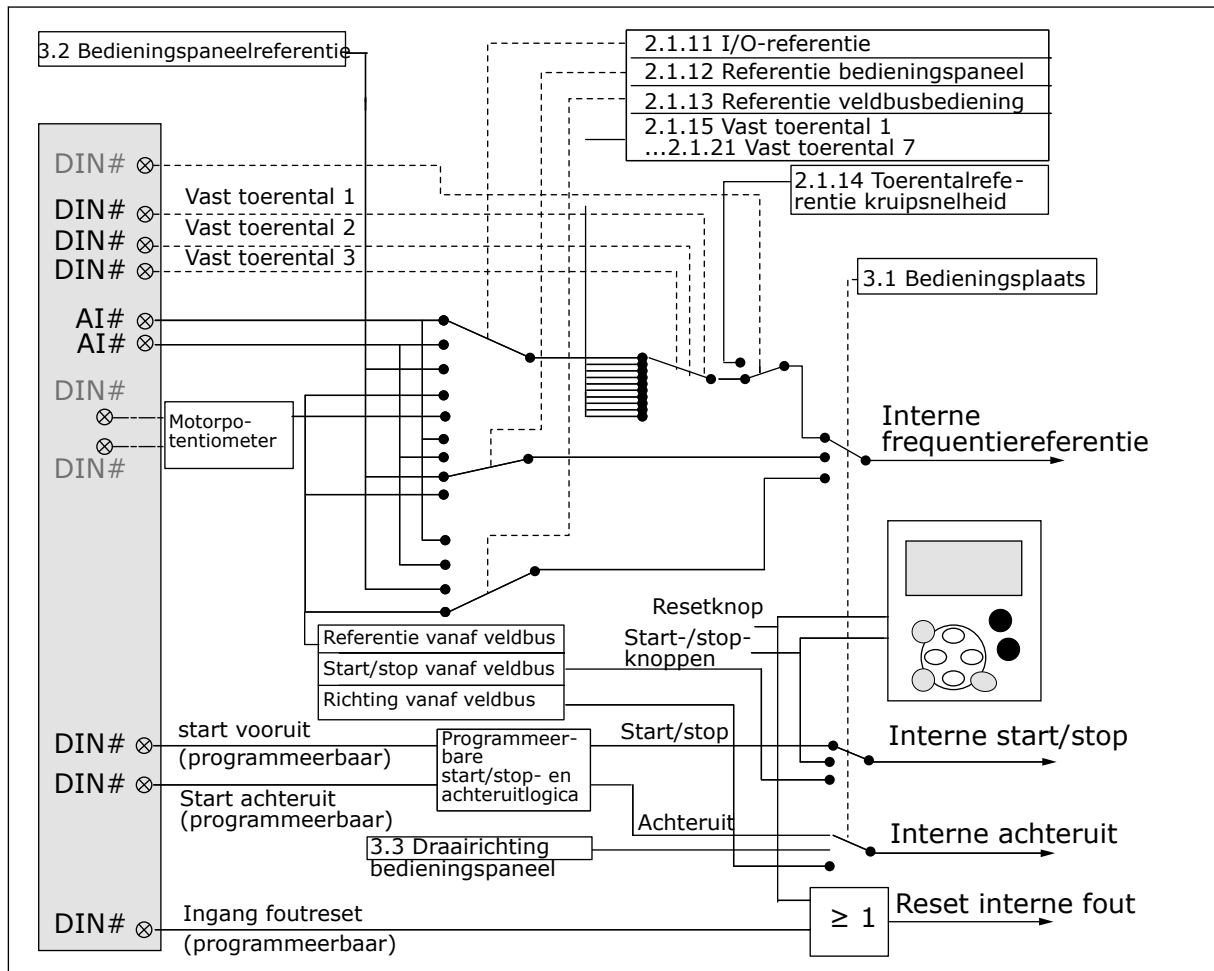 3.2 Bedieningspaneelreferentie
2.1.11 I/O-referentie
2.1.12 Referentie bedieningspaneel
2.1.13 Referentie veldbusbediening
2.1.15 Vast toerental 1
...2.1.21 Vast toerental 7
2.1.14 Toerentalrefe-
rentie kruipsnelheid
3.1 Bedieningsplaats
DIN#
DIN#
Vast toerental 1
DIN#
Vast toerental 2
DIN#
Vast toerental 3
AI#
AI#
DIN#
Motorpo-
tentiometer
DIN#
Interne
frequentiereferentie
Resetknop
Start-/stop-
knoppen
Referentie vanaf veldbus
Start/stop vanaf veldbus
Richting vanaf veldbus
DIN#
start vooruit
(programmeerbaar)
DIN#
Start achteruit
(programmeerbaar)
Programmeer-
bare
start/stop- en
achteruitlogica
Start/stop
Interne start/stop
Achteruit
Interne achteruit
3.3 Draairichting
bedieningspaneel
DIN#
Ingang foutreset
(programmeerbaar)
≥ 1
Reset interne fout